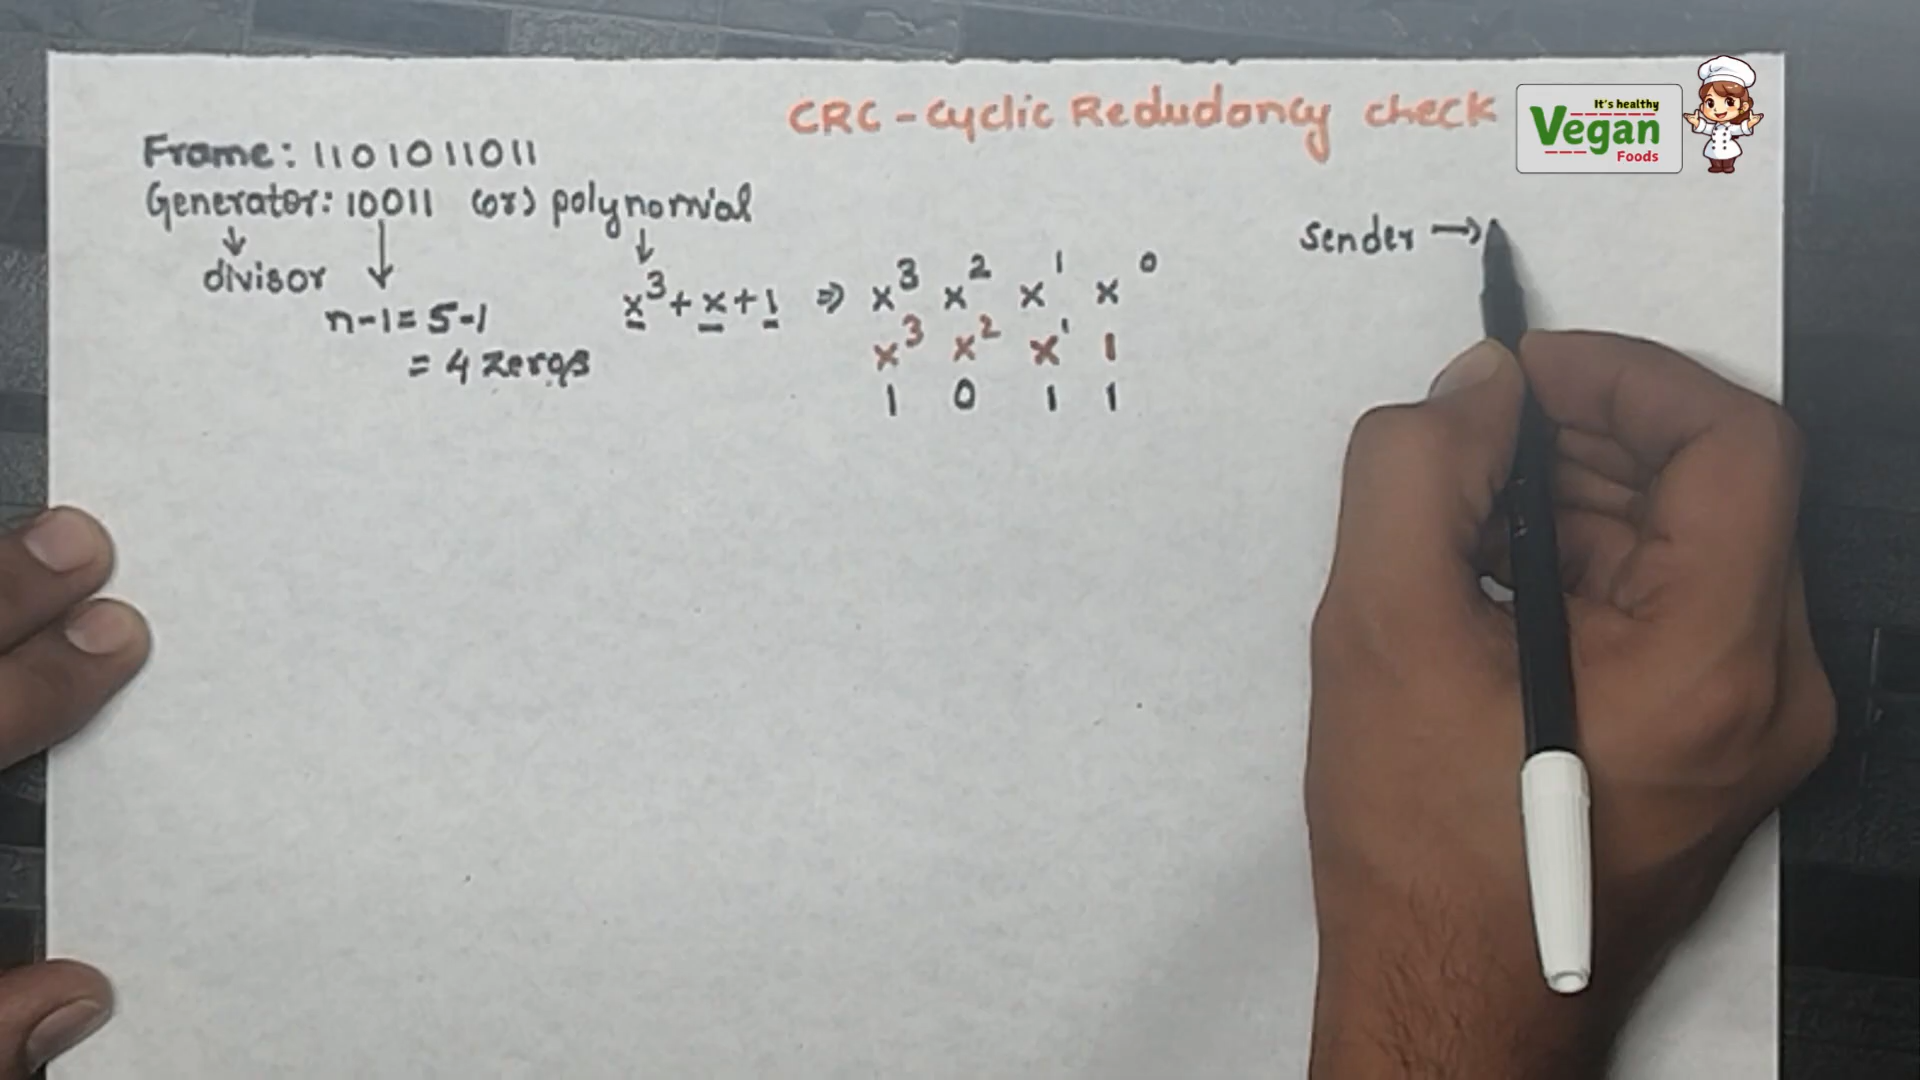 CRC - Cyclic Redudancy check
It's healthy
Vegan
Foods
Frame: 1101011011
Generator: 10011 (or) polynomial
sender →
divisor
n-1 = 5-1
= 4 zeros
x³ + x + 1 ⇒ x³ x² x¹ x⁰
x³ x² x¹ 1
1 0 1 1